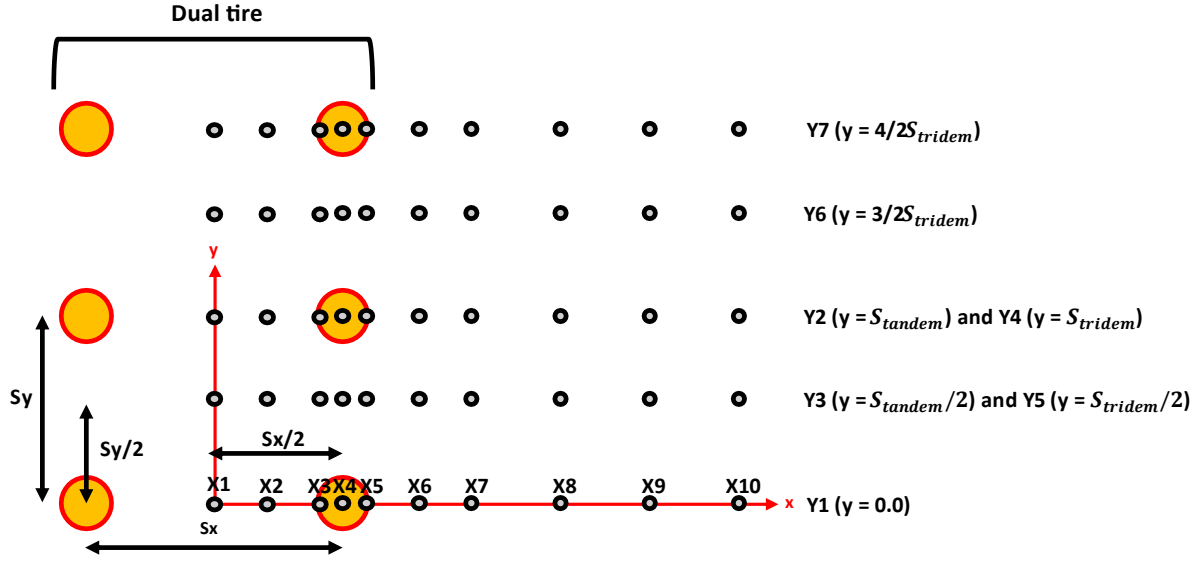 Dual tire
Y7 (y = 4/2S_tridem)
Y6 (y = 3/2S_tridem)
y
Y2 (y = S_tandem) and Y4 (y = S_tridem)
Sy
Y3 (y = S_tandem/2) and Y5 (y = S_tridem/2)
Sy/2
Sx/2
X1 X2 X3 X4 X5 X6 X7 X8 X9 X10
x
Y1 (y = 0.0)
Sx